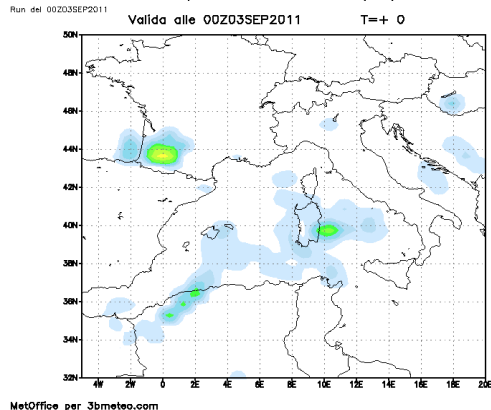 Run del 00Z03SEP2011
Valida alle 00Z03SEP2011 T=+ 0
50N
48N
46N
44N
42N
40N
38N
36N
34N
32N
4W 2W 0 2E 4E 6E 8E 10E 12E 14E 16E 18E 20E
MetOffice per 3bmeteo.com